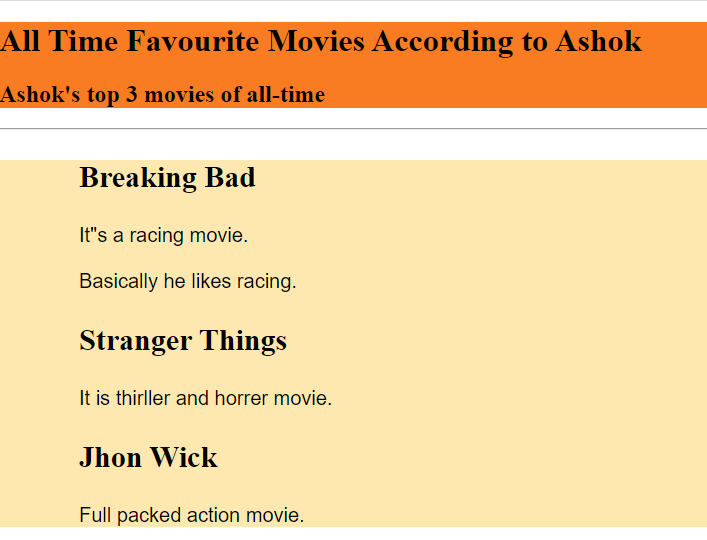 All Time Favourite Movies According to Ashok
Ashok's top 3 movies of all-time
Breaking Bad
It"s a racing movie.
Basically he likes racing.
Stranger Things
It is thirller and horrer movie.
Jhon Wick
Full packed action movie.